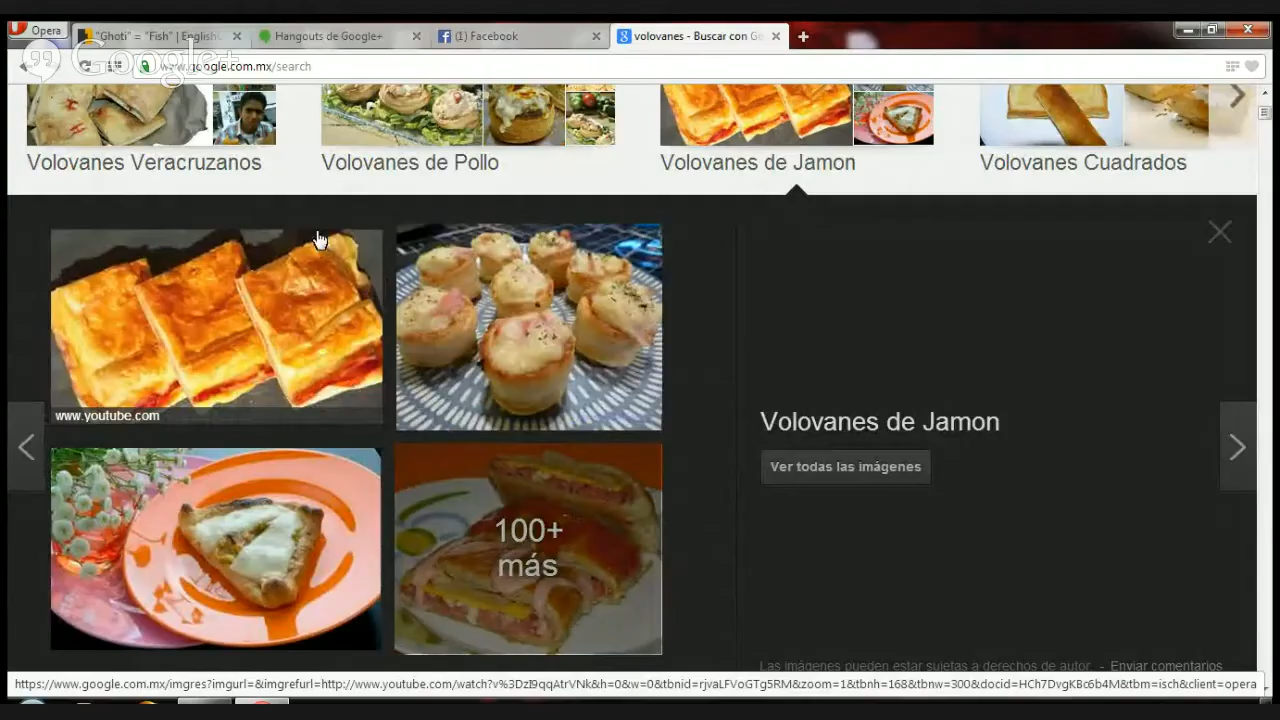 Opera
"Ghoti" = "Fish" | English
Hangouts de Google+
(1) Facebook
volovanes - Buscar con Go
Google+
www.google.com.mx/search
Volovanes Veracruzanos
Volovanes de Pollo
Volovanes de Jamon
Volovanes Cuadrados
www.youtube.com
Volovanes de Jamon
Ver todas las imágenes
100+
más
Las imágenes pueden estar sujetas a derechos de autor. - Enviar comentarios
https://www.google.com.mx/imgres?imgurl=&imgrefurl=http://www.youtube.com/watch?v%3DzI9qqAtrVNk&h=0&w=0&tbnid=rjvaLFVoGTg5RM&zoom=1&tbnh=168&tbnw=300&docid=HCh7DvgKBc6b4M&tbm=isch&client=opera